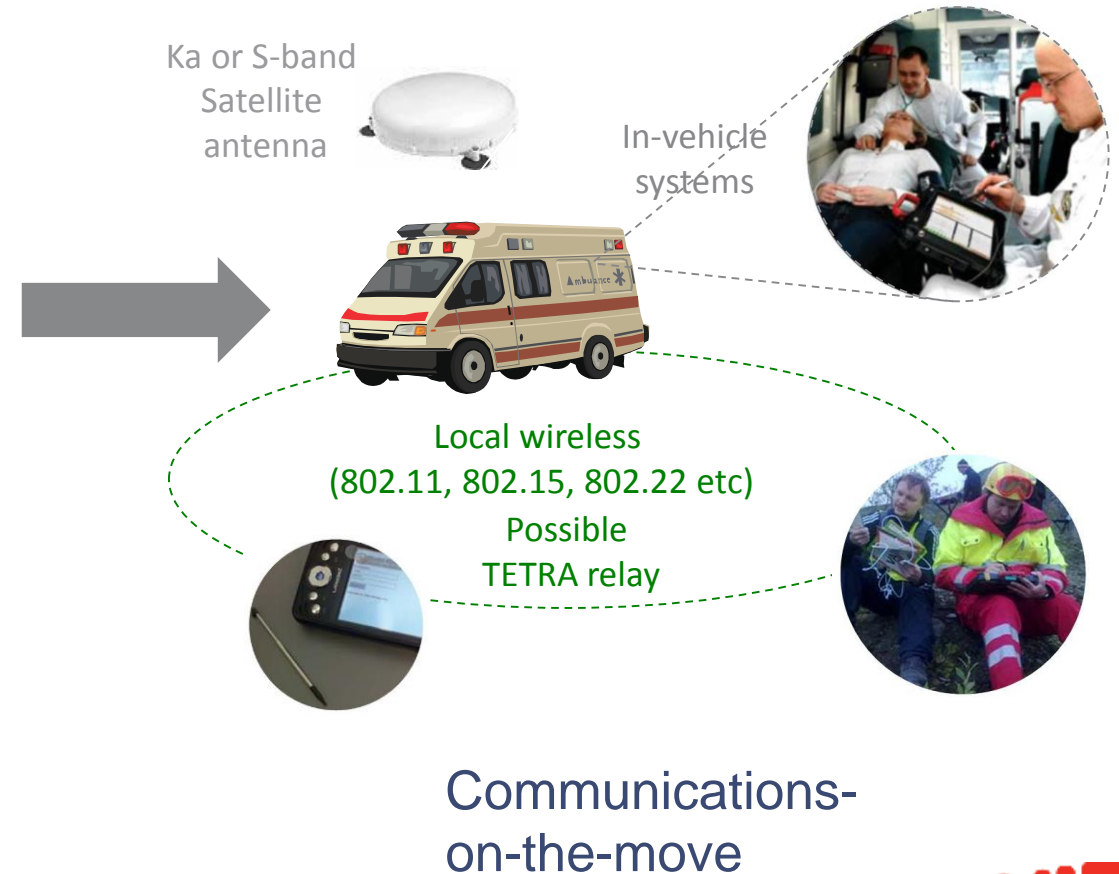 Ka or S-band
Satellite
antenna
In-vehicle
systems
Ambulance
Local wireless
(802.11, 802.15, 802.22 etc)
Possible
TETRA relay
Communications-
on-the-move